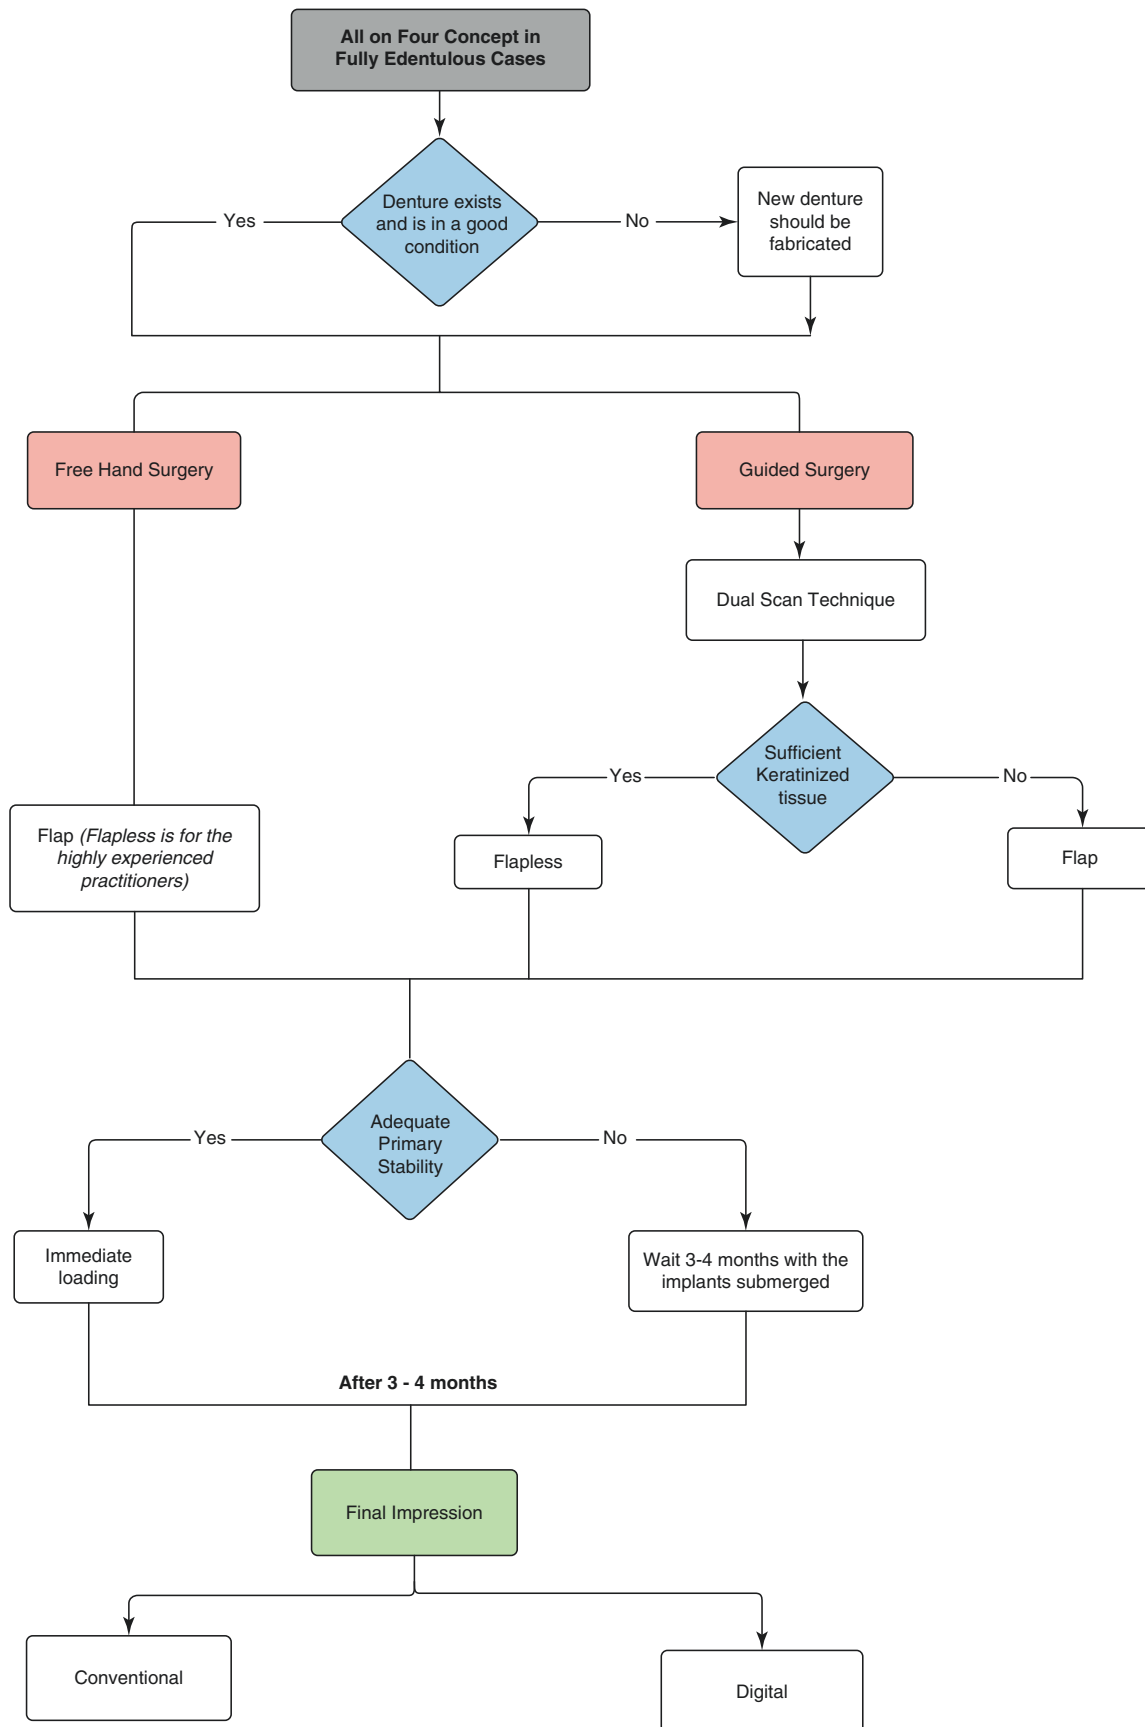 All on Four Concept in
Fully Edentulous Cases
Denture exists
and is in a good
condition
Yes
No
New denture
should be
fabricated
Free Hand Surgery
Guided Surgery
Dual Scan Technique
Sufficient
Keratinized
tissue
Yes
No
Flap (Flapless is for the
highly experienced
practitioners)
Flapless
Flap
Adequate
Primary
Stability
Yes
No
Immediate
loading
Wait 3-4 months with the
implants submerged
After 3 - 4 months
Final Impression
Conventional
Digital